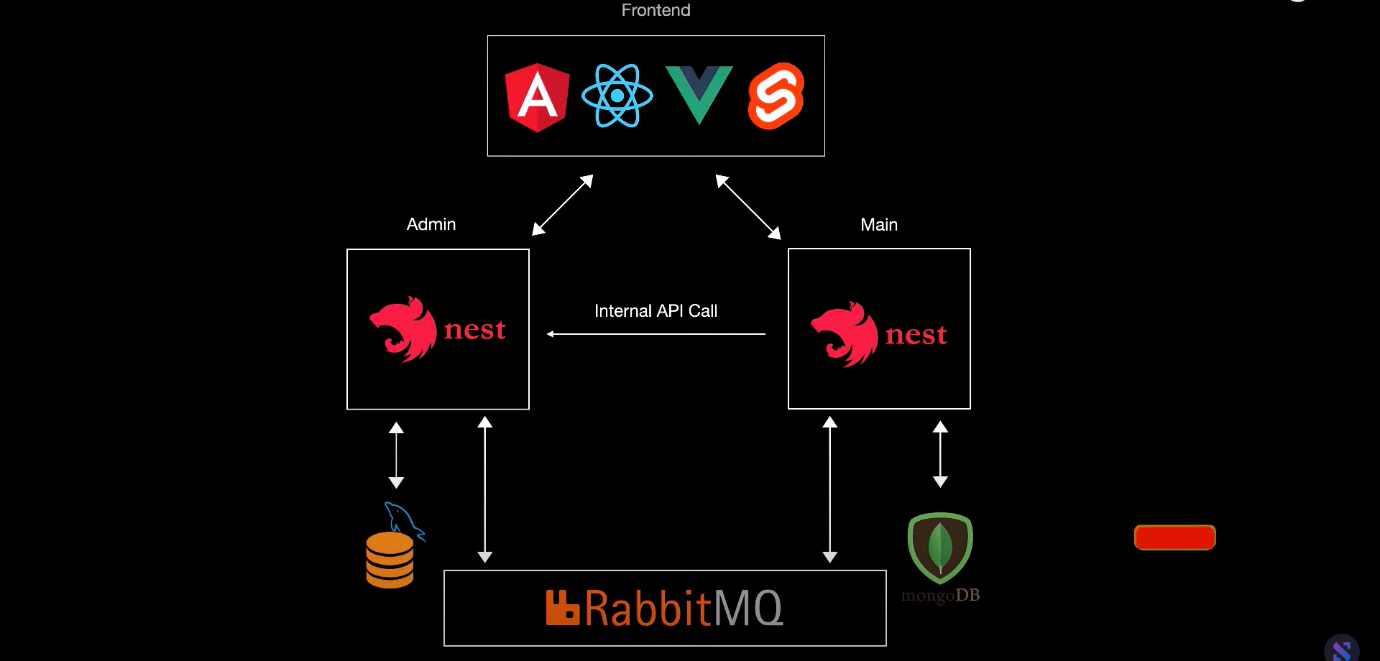 Frontend
A
Admin
Main
nest
Internal API Call
nest
RabbitMQ
mongoDB
S